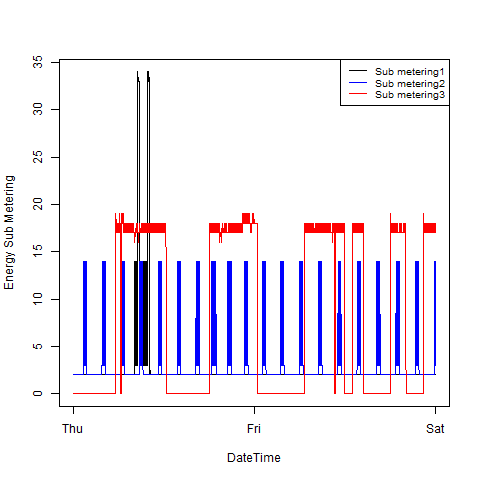 Sub metering1
Sub metering2
Sub metering3
Energy Sub Metering
35
30
25
20
15
10
5
0
Thu
Fri
Sat
DateTime